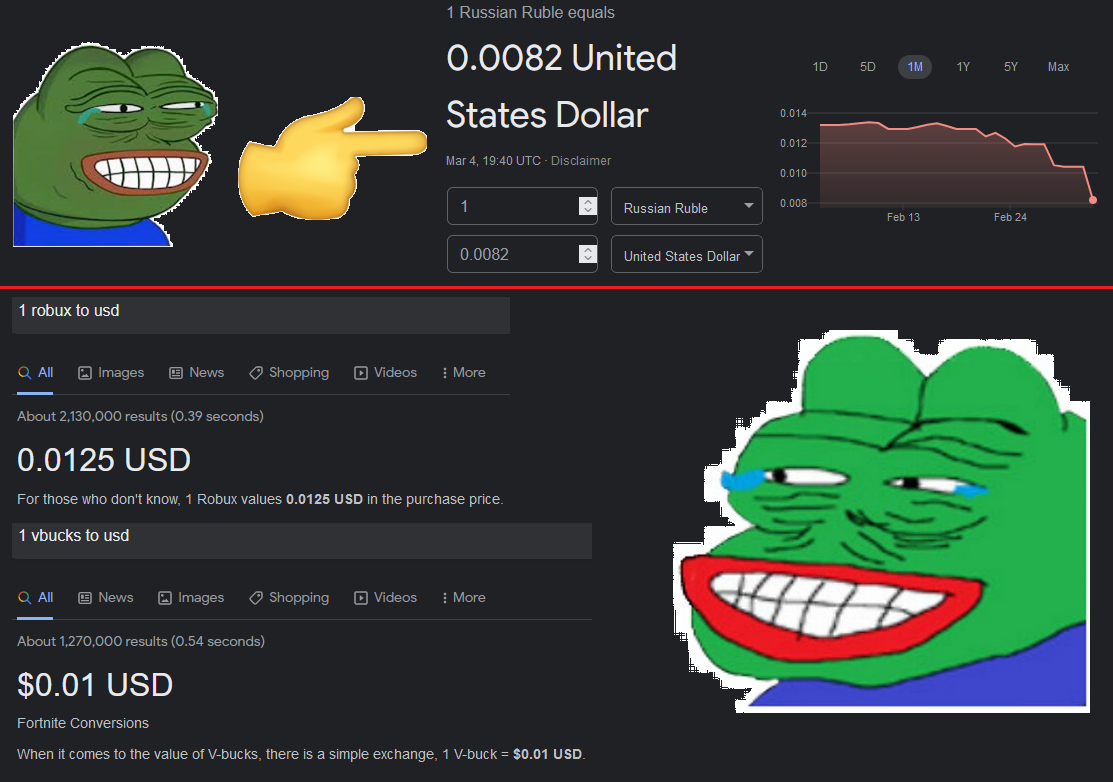 1 Russian Ruble equals
0.0082 United
States Dollar
Mar 4, 19:40 UTC · Disclaimer
1
Russian Ruble
0.0082
United States Dollar
1D 5D 1M 1Y 5Y Max
0.014
0.012
0.010
0.008
Feb 13 Feb 24
1 robux to usd
All Images News Shopping Videos More
About 2,130,000 results (0.39 seconds)
0.0125 USD
For those who don't know, 1 Robux values 0.0125 USD in the purchase price.
1 vbucks to usd
All News Images Shopping Videos More
About 1,270,000 results (0.54 seconds)
$0.01 USD
Fortnite Conversions
When it comes to the value of V-bucks, there is a simple exchange, 1 V-buck = $0.01 USD.